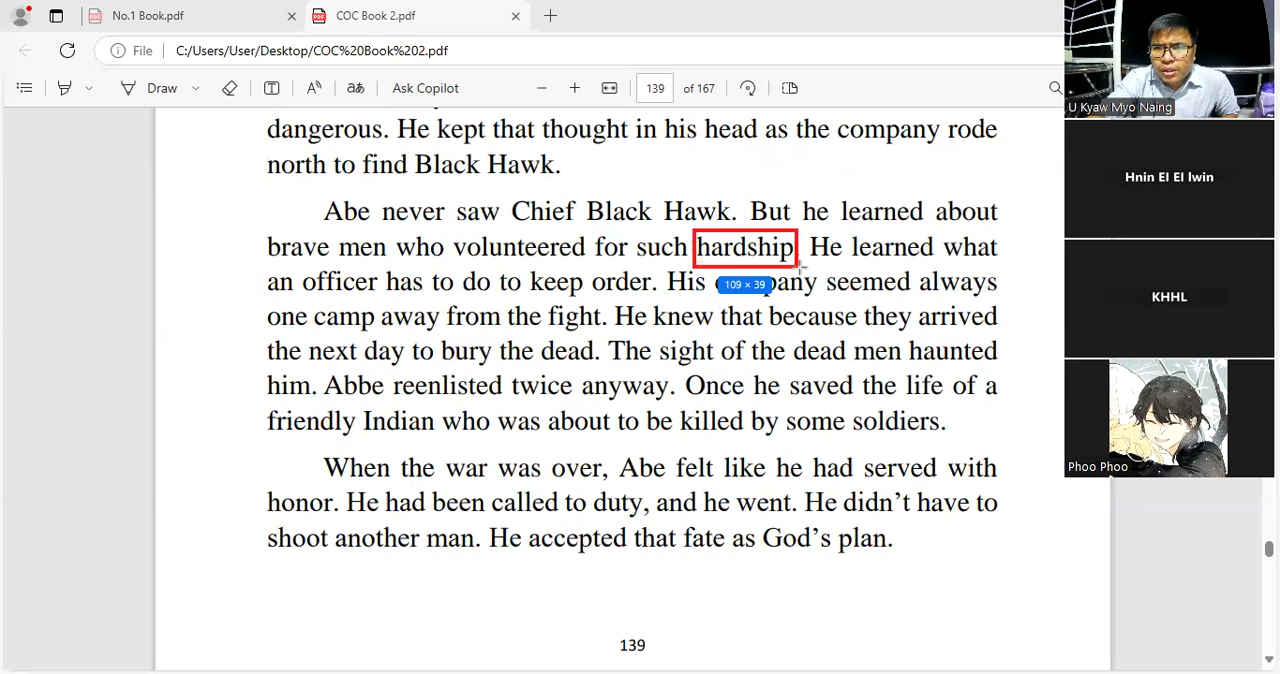 No.1 Book.pdf
COC Book 2.pdf
File
C:/Users/User/Desktop/COC%20Book%202.pdf
Draw
Ask Copilot
139 of 167
dangerous. He kept that thought in his head as the company rode
north to find Black Hawk.
Abe never saw Chief Black Hawk. But he learned about
brave men who volunteered for such hardship. He learned what
an officer has to do to keep order. His company seemed always
109 × 39
one camp away from the fight. He knew that because they arrived
the next day to bury the dead. The sight of the dead men haunted
him. Abbe reenlisted twice anyway. Once he saved the life of a
friendly Indian who was about to be killed by some soldiers.
When the war was over, Abe felt like he had served with
honor. He had been called to duty, and he went. He didn't have to
shoot another man. He accepted that fate as God's plan.
139
U Kyaw Myo Naing
Hnin EI EI lwin
KHHL
Phoo Phoo